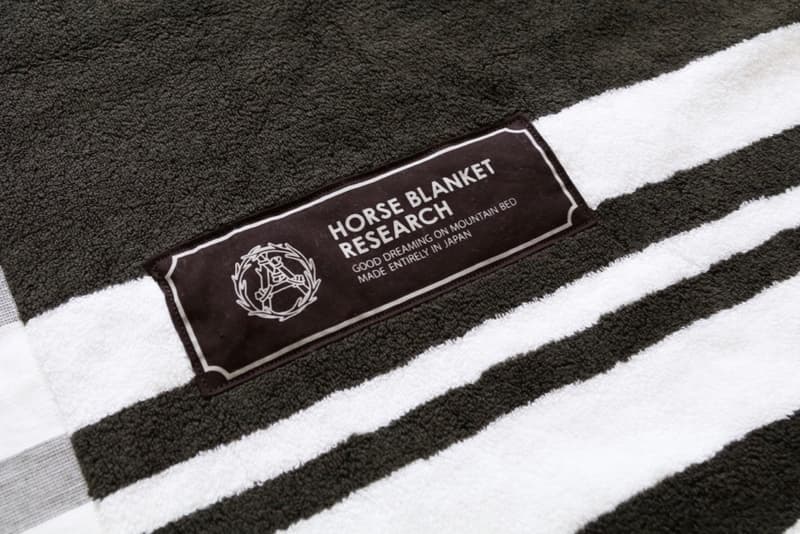 HORSE BLANKET
RESEARCH
GOOD DREAMING ON MOUNTAIN BED
MADE ENTIRELY IN JAPAN